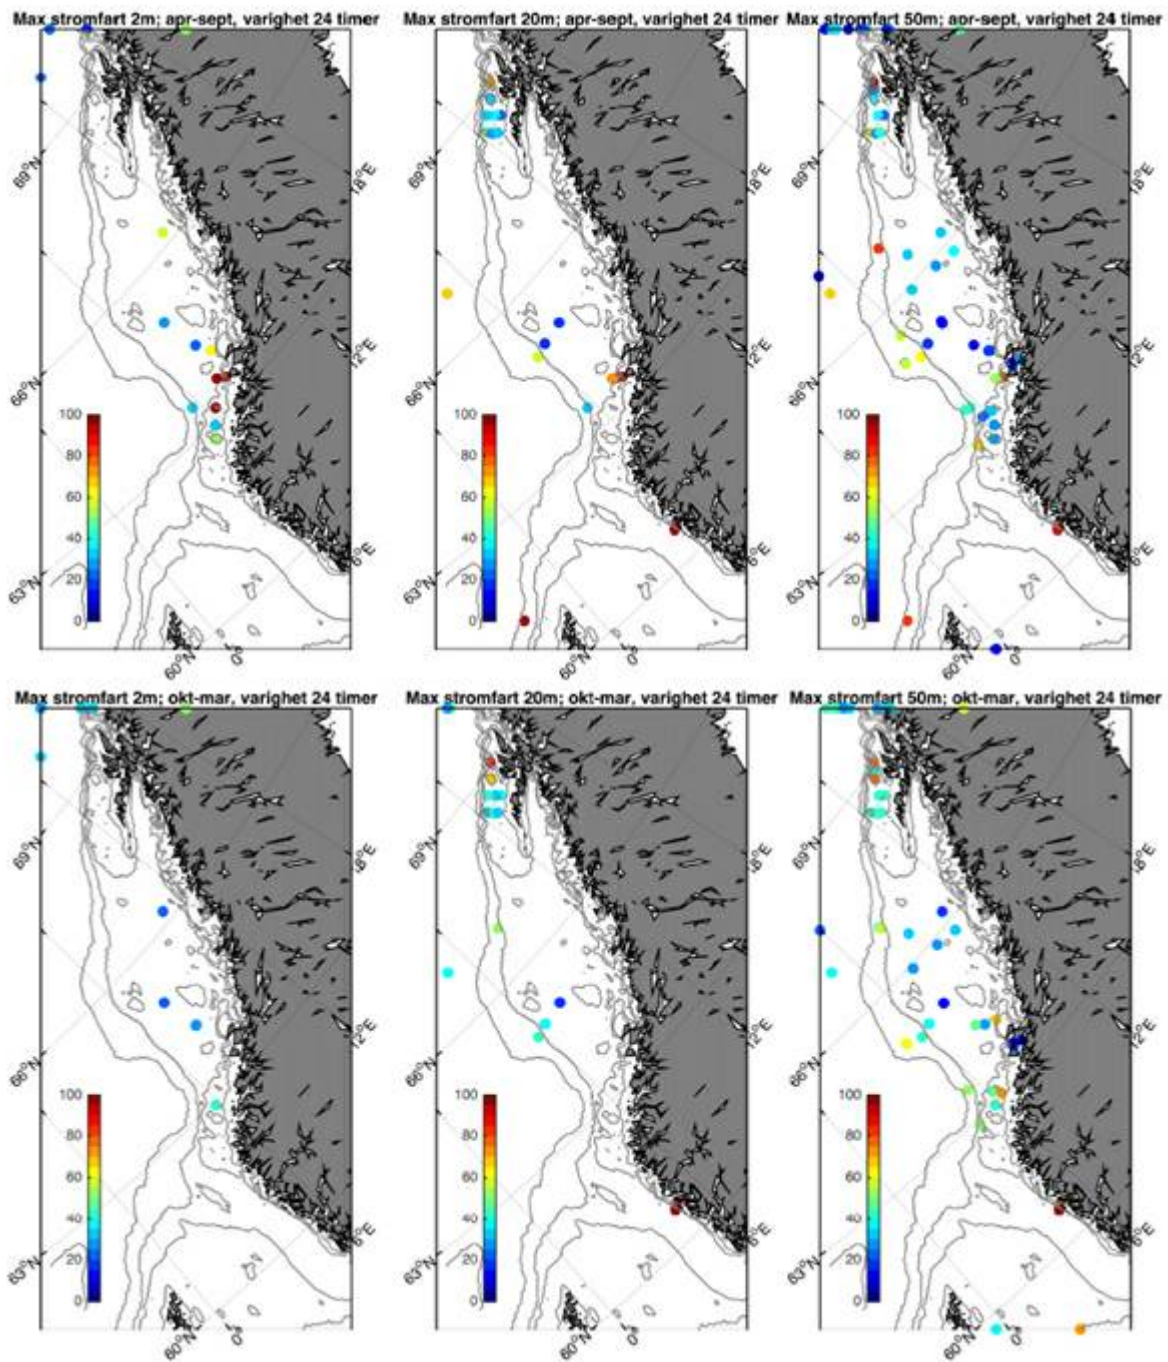 Max stromfart 2m; apr-sept, varighet 24 timer
69°N
18°E
66°N
12°E
100
80
60
40
20
0
63°N
6°E
60°N
0°
Max stromfart 20m; apr-sept, varighet 24 timer
69°N
18°E
66°N
12°E
100
80
60
40
20
0
63°N
6°E
60°N
0°
Max stromfart 50m; apr-sept, varighet 24 timer
69°N
18°E
66°N
12°E
100
80
60
40
20
0
63°N
6°E
60°N
0°
Max stromfart 2m; okt-mar, varighet 24 timer
69°N
18°E
66°N
12°E
100
80
60
40
20
0
63°N
6°E
60°N
0°
Max stromfart 20m; okt-mar, varighet 24 timer
69°N
18°E
66°N
12°E
100
80
60
40
20
0
63°N
6°E
60°N
0°
Max stromfart 50m; okt-mar, varighet 24 timer
69°N
18°E
66°N
12°E
100
80
60
40
20
0
63°N
6°E
60°N
0°